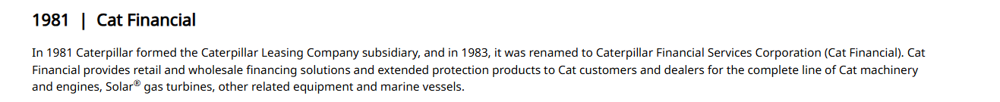 1981 | Cat Financial
In 1981 Caterpillar formed the Caterpillar Leasing Company subsidiary, and in 1983, it was renamed to Caterpillar Financial Services Corporation (Cat Financial). Cat
Financial provides retail and wholesale financing solutions and extended protection products to Cat customers and dealers for the complete line of Cat machinery
and engines, Solar® gas turbines, other related equipment and marine vessels.